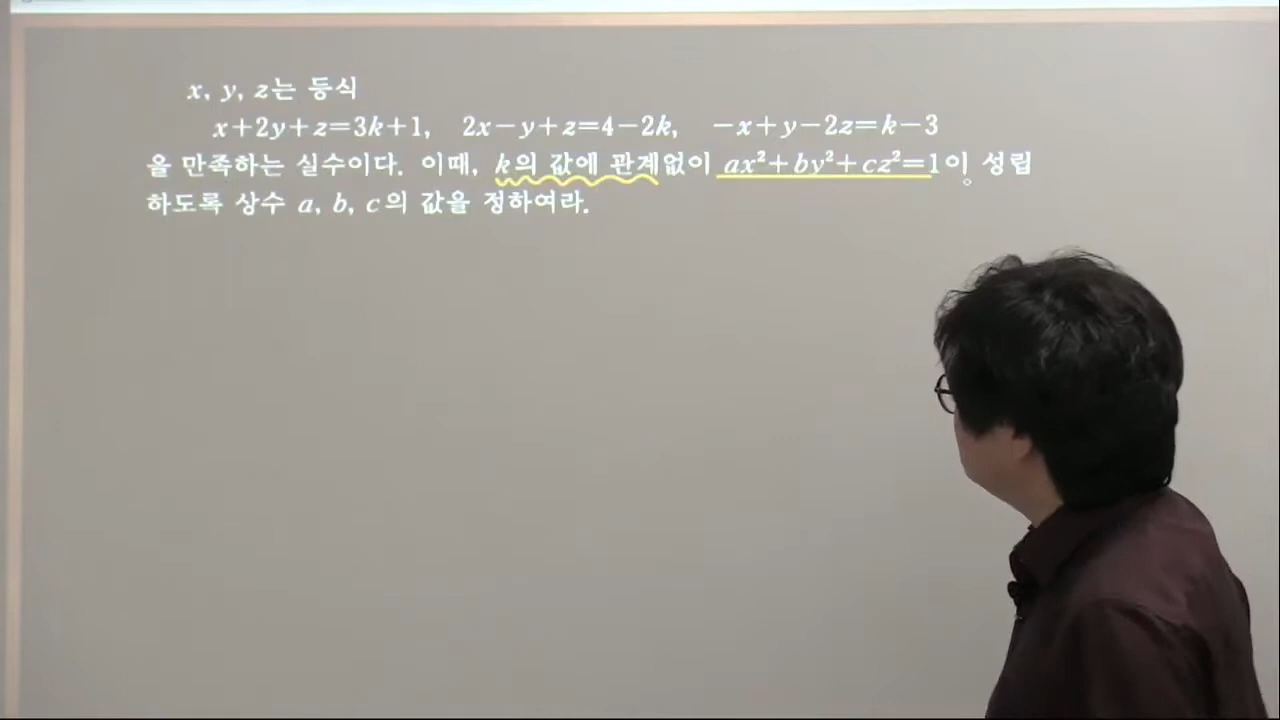 x, y, z는 등식
x+2y+z=3k+1, 2x−y+z=4−2k, −x+y−2z=k−3
을 만족하는 실수이다. 이때, k의 값에 관계없이 ax²+by²+cz²=1이 성립
하도록 상수 a, b, c의 값을 정하여라.